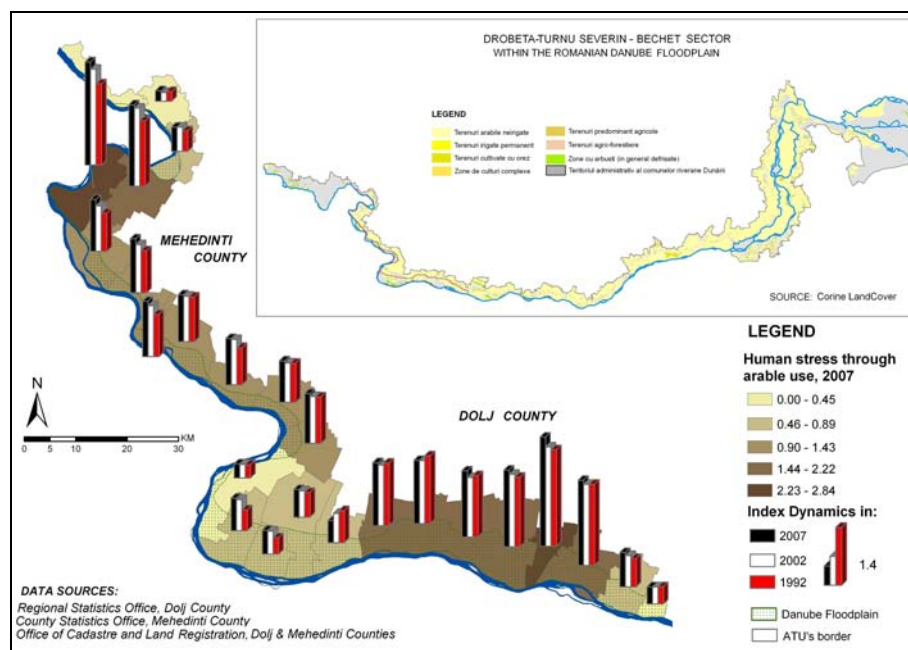 DROBETA-TURNU SEVERIN - BECHET SECTOR
WITHIN THE ROMANIAN DANUBE FLOODPLAIN
LEGEND
Terenuri arabile neirigate
Terenuri irigate permanent
Terenuri cultivate cu orez
Zone de culturi complexe
Terenuri predominant agricole
Terenuri agro-forestiere
Zone cu arbusti (in general defrisate)
Teritoriul administrativ al comunelor riverane Dunării
SOURCE: Corine LandCover
MEHEDINTI
COUNTY
N
KM
0 5 10 20 30
DOLJ COUNTY
LEGEND
Human stress through
arable use, 2007
0.00 - 0.45
0.46 - 0.89
0.90 - 1.43
1.44 - 2.22
2.23 - 2.84
Index Dynamics in:
2007
2002
1992
1.4
Danube Floodplain
ATU's border
DATA SOURCES:
Regional Statistics Office, Dolj County
County Statistics Office, Mehedinti County
Office of Cadastre and Land Registration, Dolj & Mehedinti Counties